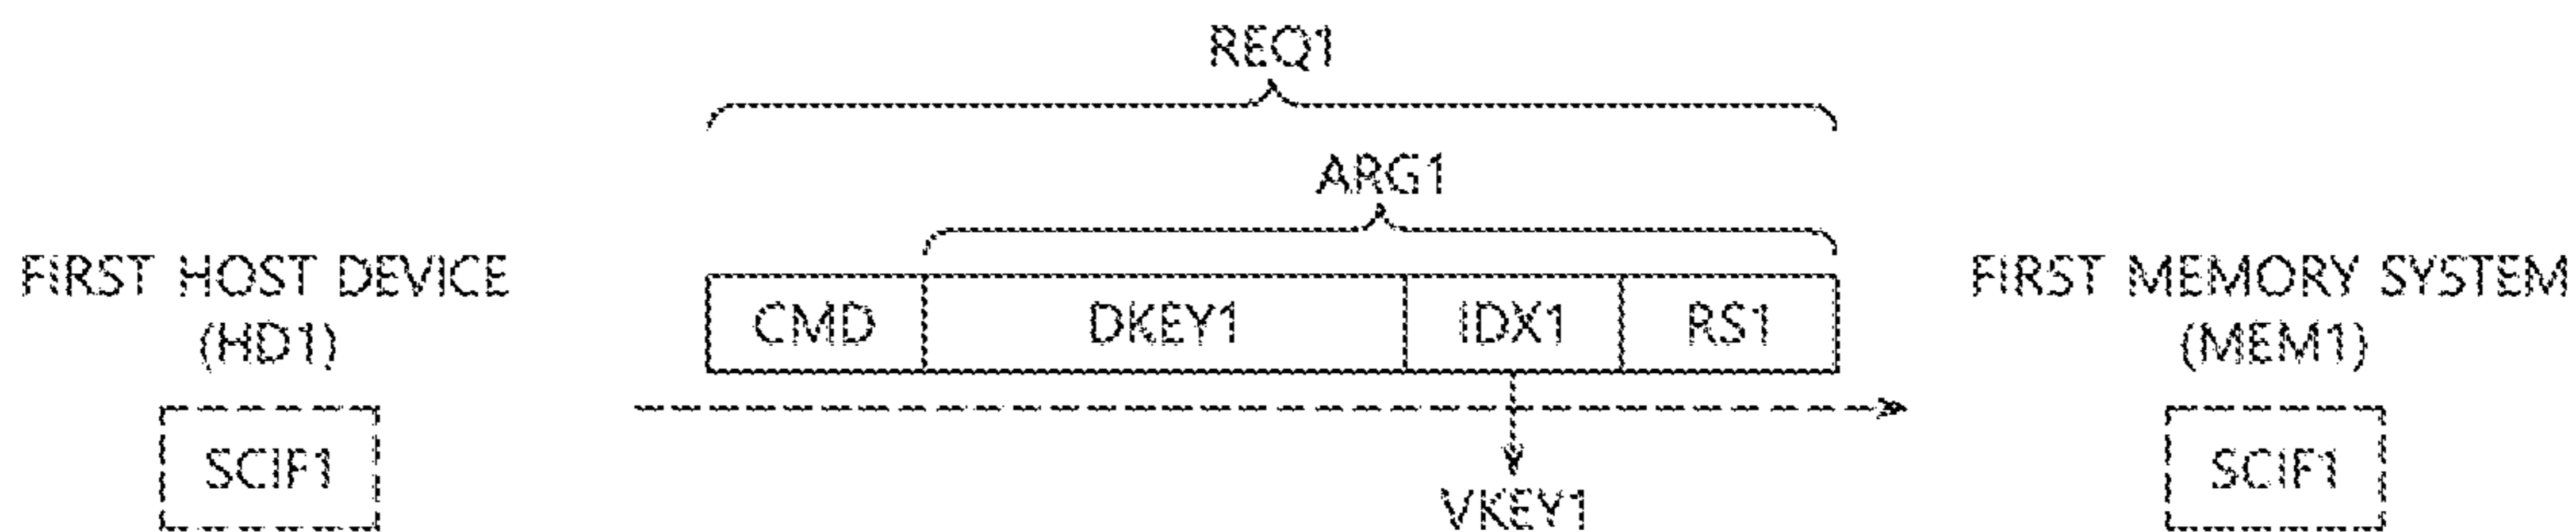 REQ1
ARG1
FIRST HOST DEVICE
(HD1)
CMD DKEY1 IDX1 RS1
FIRST MEMORY SYSTEM
(MEM1)
SCIF1
VKEY1
SCIF1